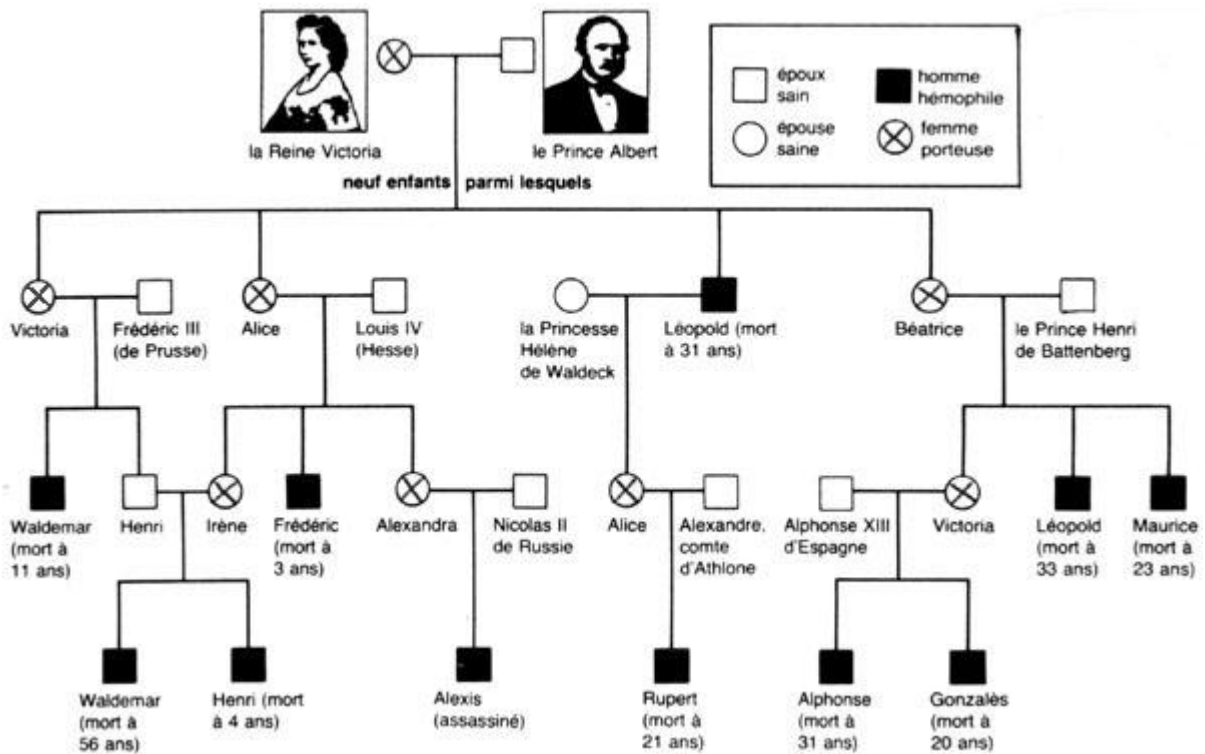 la Reine Victoria
le Prince Albert
époux
sain
homme
hémophile
épouse
saine
femme
porteuse
neuf enfants parmi lesquels
Victoria
Frédéric III
(de Prusse)
Alice
Louis IV
(Hesse)
la Princesse
Hélène
de Waldeck
Léopold (mort
à 31 ans)
Béatrice
le Prince Henri
de Battenberg
Waldemar
(mort à
11 ans)
Henri
Irène
Frédéric
(mort à
3 ans)
Alexandra
Nicolas II
de Russie
Alice
Alexandre,
comte
d'Athlone
Alphonse XIII
d'Espagne
Victoria
Léopold
(mort à
33 ans)
Maurice
(mort à
23 ans)
Waldemar
(mort à
56 ans)
Henri (mort
à 4 ans)
Alexis
(assassiné)
Rupert
(mort à
21 ans)
Alphonse
(mort à
31 ans)
Gonzalès
(mort à
20 ans)